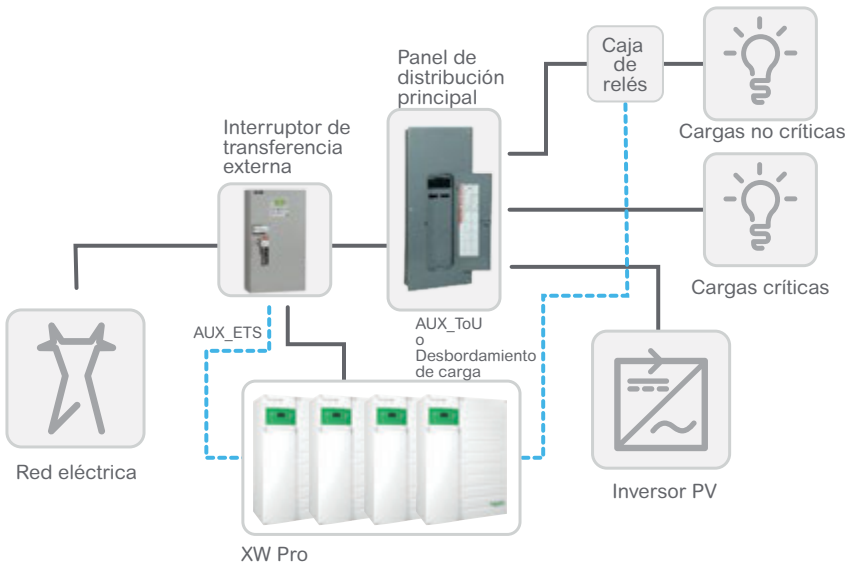 Caja
de
relés
Panel de
distribución
principal
Interruptor de
transferencia
externa
Cargas no críticas
Cargas críticas
AUX_ETS
AUX_ToU
o
Desbordamiento
de carga
Red eléctrica
Inversor PV
XW Pro